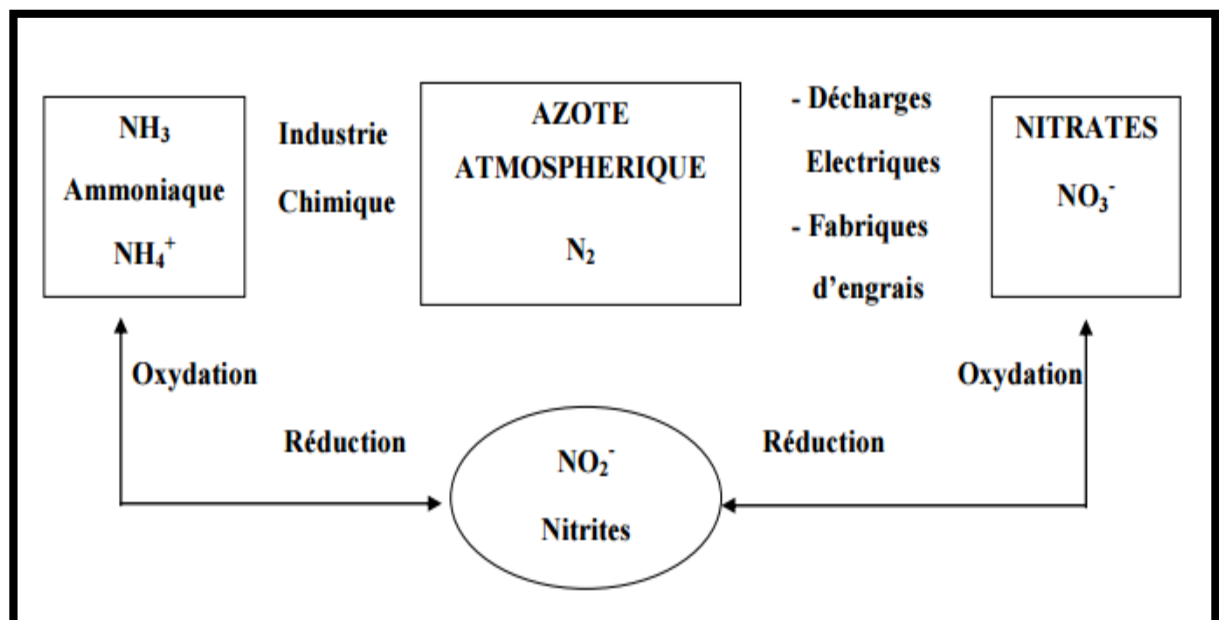 NH₃
Ammoniaque
NH₄⁺
Industrie
Chimique
AZOTE
ATMOSPHERIQUE
N₂
- Décharges
Electriques
- Fabriques
d'engrais
NITRATES
NO₃⁻
Oxydation
Oxydation
Réduction
Réduction
NO₂⁻
Nitrites